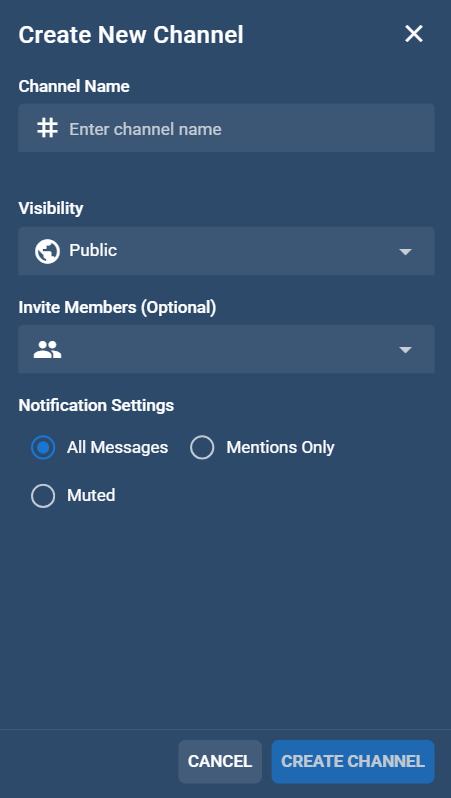 Create New Channel
Channel Name
# Enter channel name
Visibility
Public
Invite Members (Optional)
Notification Settings
All Messages Mentions Only
Muted
CANCEL CREATE CHANNEL